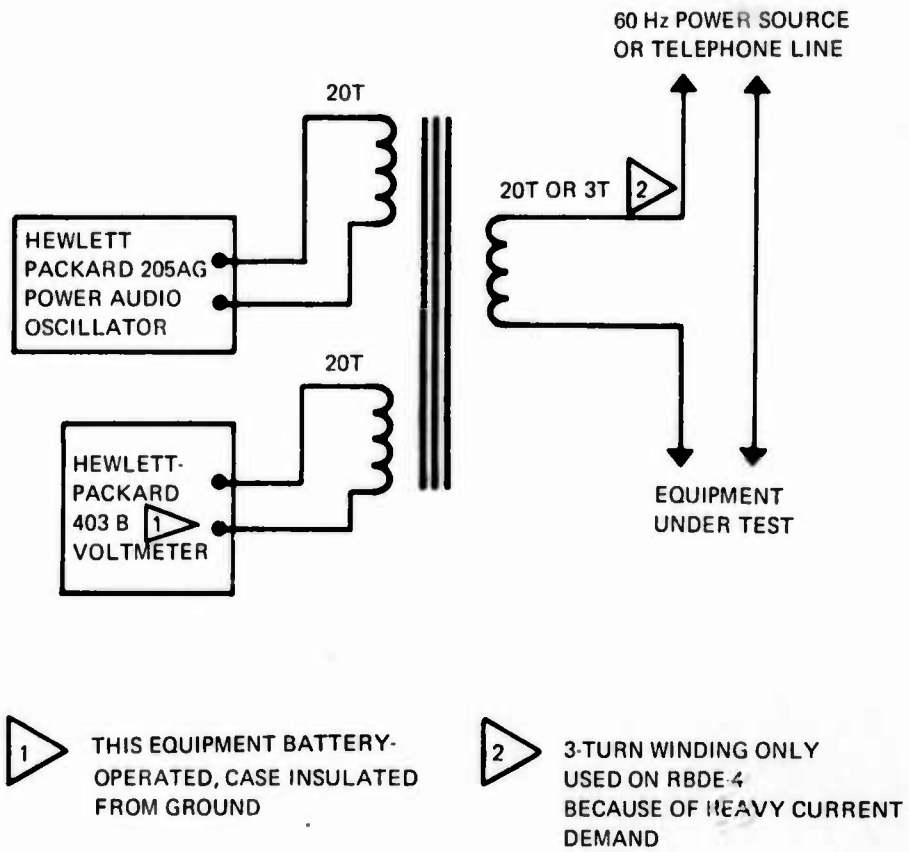 60 Hz POWER SOURCE
OR TELEPHONE LINE
20T
20T OR 3T
2
HEWLETT
PACKARD 205AG
POWER AUDIO
OSCILLATOR
20T
HEWLETT-
PACKARD
403 B
1
VOLTMETER
EQUIPMENT
UNDER TEST
1
THIS EQUIPMENT BATTERY-
OPERATED, CASE INSULATED
FROM GROUND
2
3-TURN WINDING ONLY
USED ON RBDE-4
BECAUSE OF HEAVY CURRENT
DEMAND